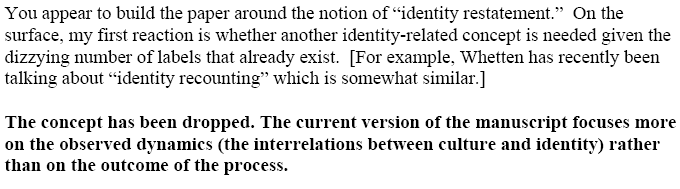 You appear to build the paper around the notion of “identity restatement.”  On the
surface, my first reaction is whether another identity-related concept is needed given the
dizzying number of labels that already exist.  [For example, Whetten has recently been
talking about “identity recounting” which is somewhat similar.]
The concept has been dropped. The current version of the manuscript focuses more
on the observed dynamics (the interrelations between culture and identity) rather
than on the outcome of the process.